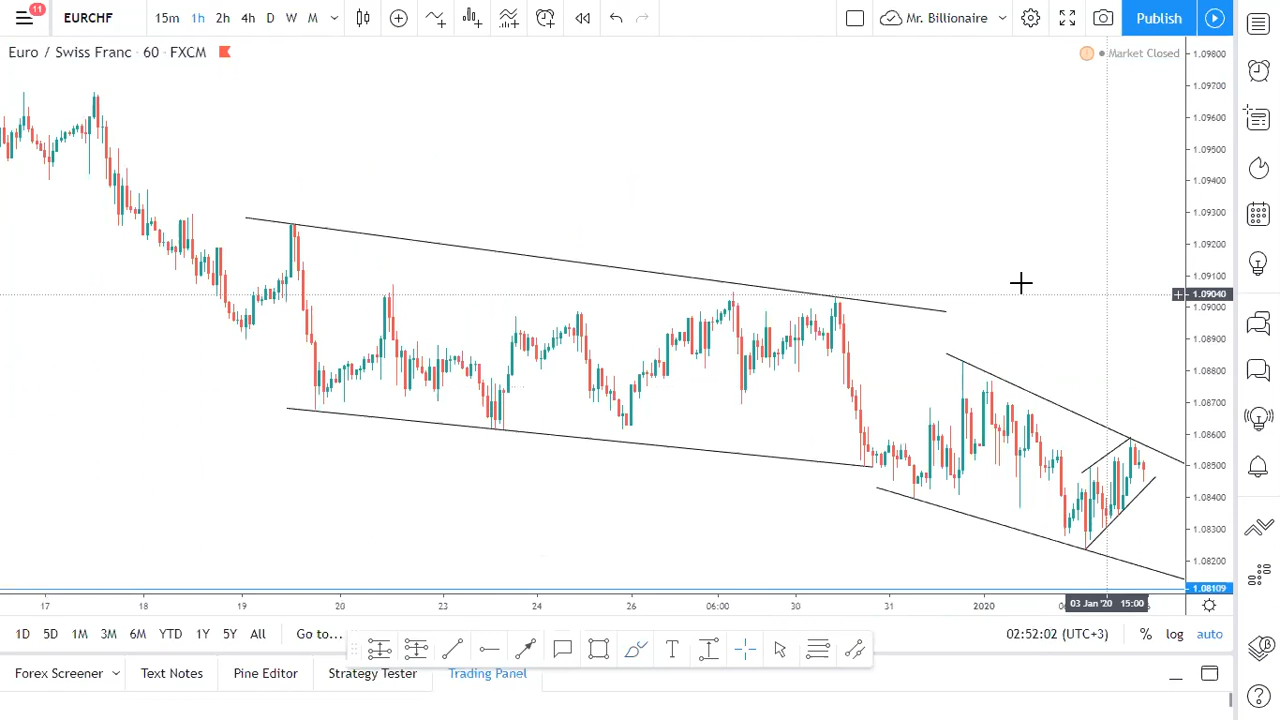 11
EURCHF
15m 1h 2h 4h D W M
Mr. Billionaire
Publish
Euro / Swiss Franc · 60 · FXCM
Market Closed
1.09800
1.09700
1.09600
1.09500
1.09400
1.09300
1.09200
1.09100
1.09040
1.09000
1.08900
1.08800
1.08700
1.08600
1.08500
1.08400
1.08300
1.08200
1.08109
17 18 19 20 23 24 26 06:00 30 31 2020 03 Jan '20 15:00
1D 5D 1M 3M 6M YTD 1Y 5Y All Go to... 02:52:02 (UTC+3) % log auto
T
Forex Screener Text Notes Pine Editor Strategy Tester Trading Panel